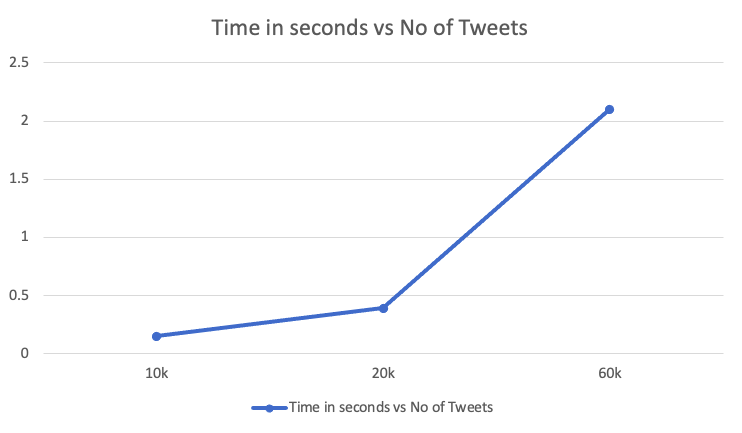 Time in seconds vs No of Tweets
2.5
2
1.5
1
0.5
0
10k 20k 60k
Time in seconds vs No of Tweets